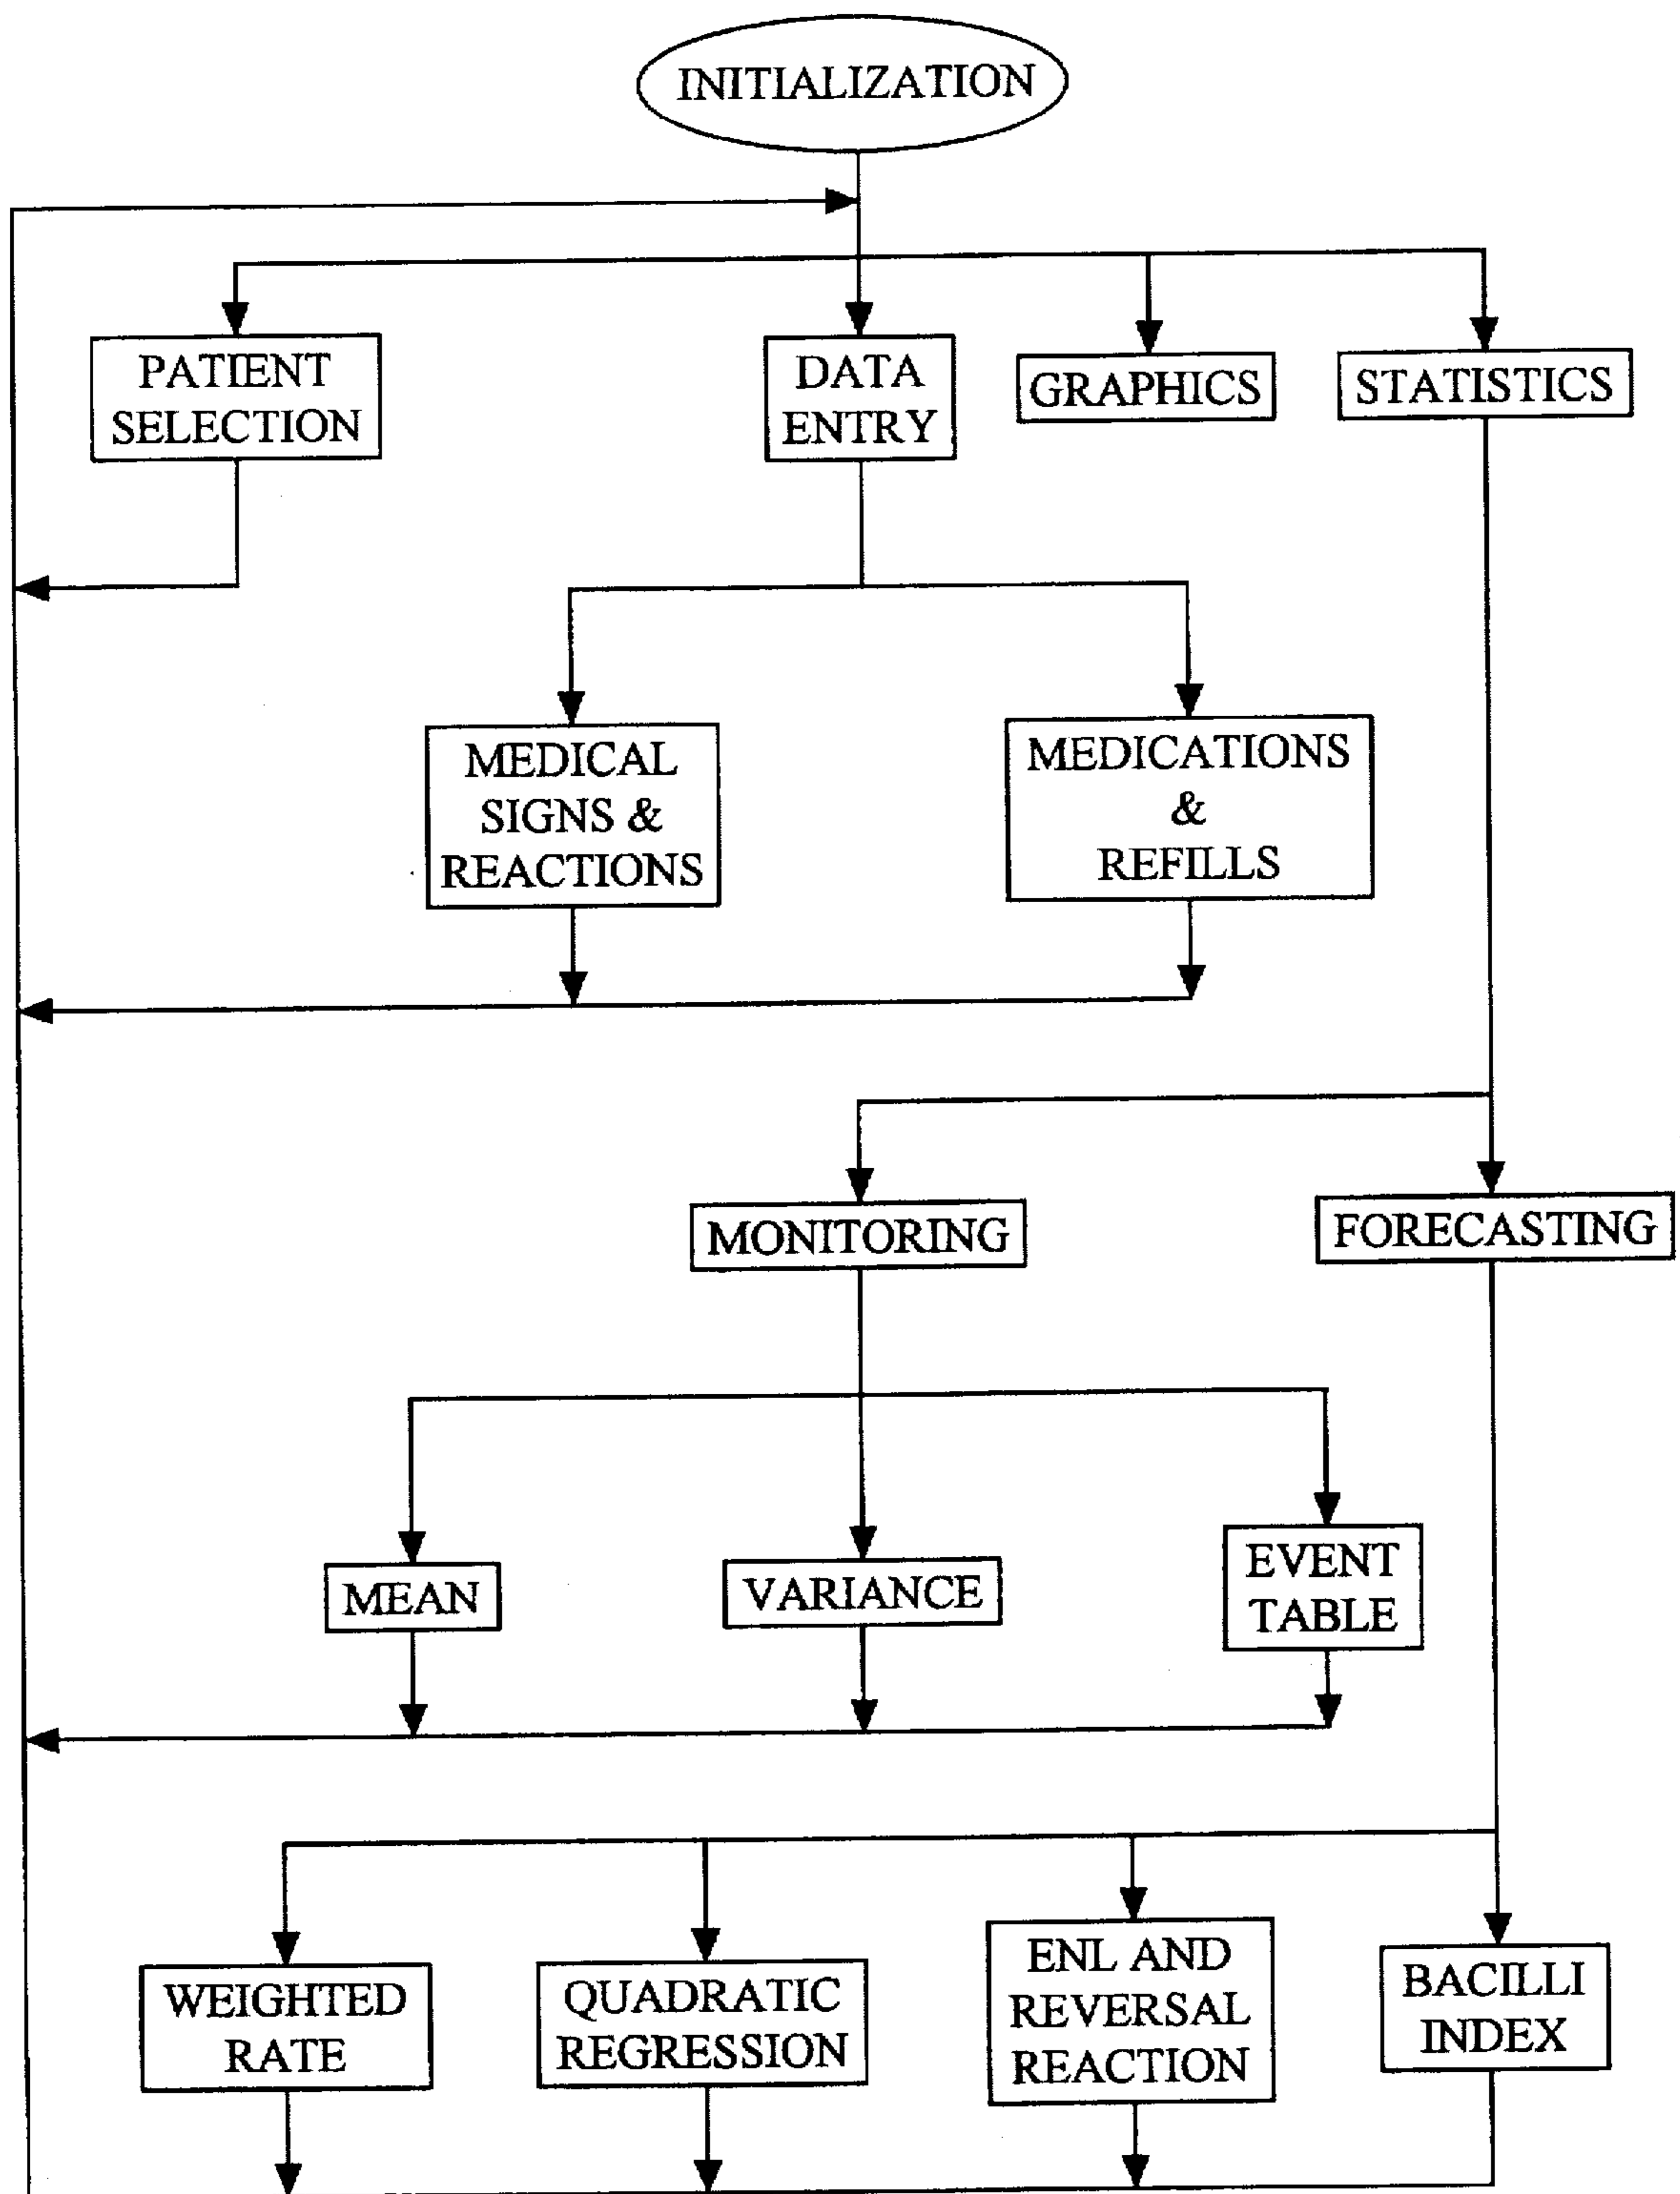 INITIALIZATION
PATIENT
SELECTION
DATA
ENTRY
GRAPHICS
STATISTICS
MEDICAL
SIGNS &
REACTIONS
MEDICATIONS
&
REFILLS
MONITORING
FORECASTING
MEAN
VARIANCE
EVENT
TABLE
WEIGHTED
RATE
QUADRATIC
REGRESSION
ENL AND
REVERSAL
REACTION
BACILLI
INDEX